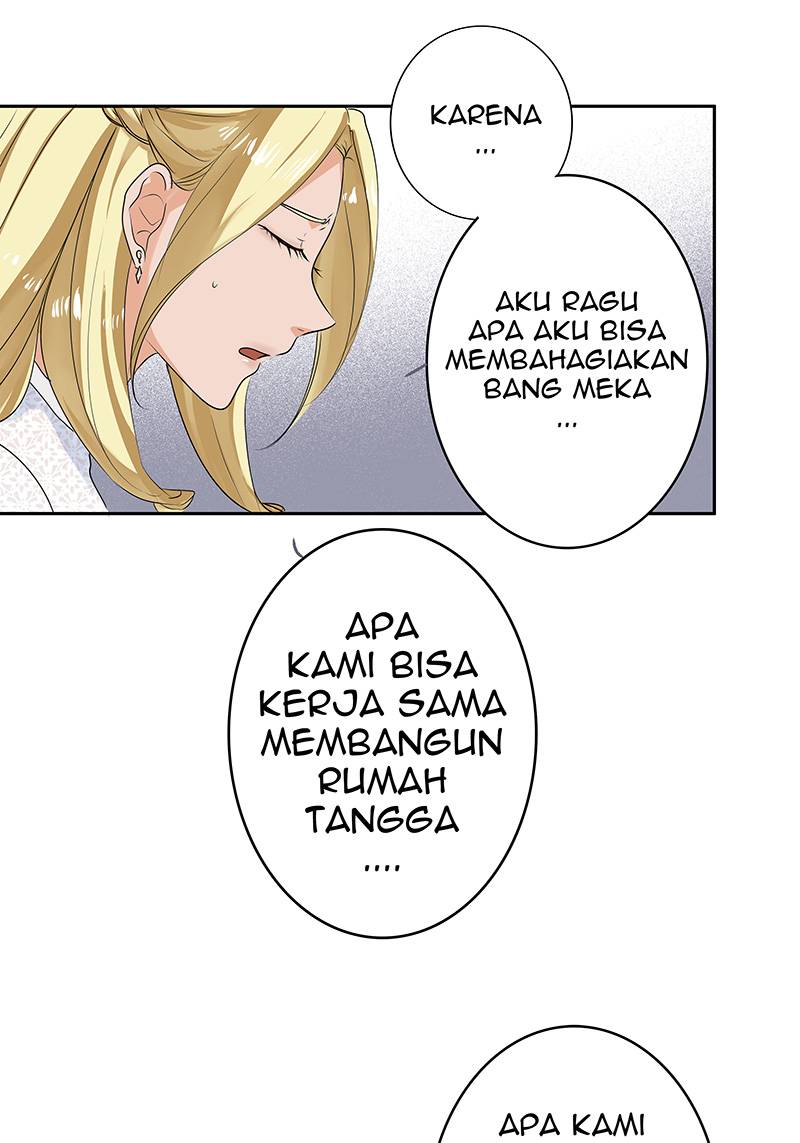 KARENA
...
AKU RAGU
APA AKU BISA
MEMBAHAGIAKAN
BANG MEKA
...
APA
KAMI BISA
KERJA SAMA
MEMBANGUN
RUMAH
TANGGA
....
APA KAMI